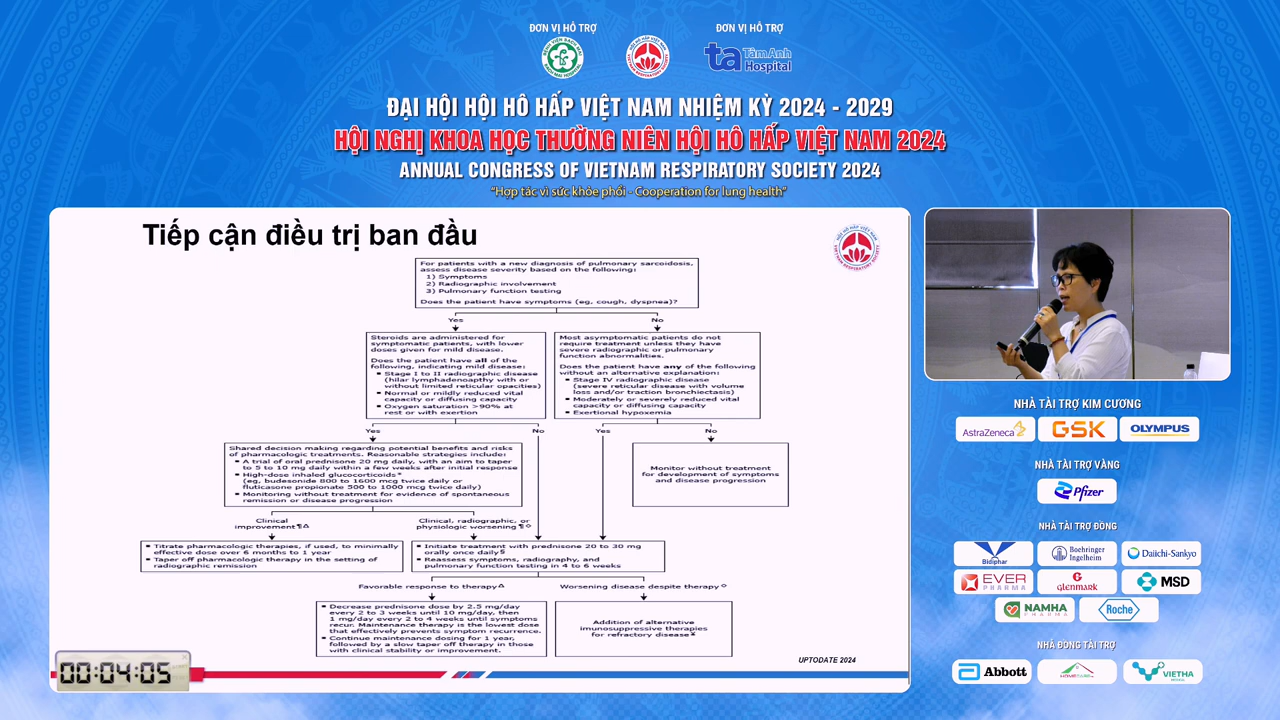 ĐƠN VỊ HỖ TRỢ
ĐƠN VỊ HỖ TRỢ
ta TâmAnh Hospital
ĐẠI HỘI HỘI HÔ HẤP VIỆT NAM NHIỆM KỲ 2024 - 2029
HỘI NGHỊ KHOA HỌC THƯỜNG NIÊN HỘI HÔ HẤP VIỆT NAM 2024
ANNUAL CONGRESS OF VIETNAM RESPIRATORY SOCIETY 2024
"Hợp tác vì sức khỏe phổi - Cooperation for lung health"
Tiếp cận điều trị ban đầu
For patients with a new diagnosis of pulmonary sarcoidosis,
assess disease severity based on the following:
1) Symptoms
2) Radiographic involvement
3) Pulmonary function testing
Does the patient have symptoms (eg, cough, dyspnea)?
Yes
No
Steroids are administered for
symptomatic patients, with lower
doses given for mild disease.
Does the patient have all of the
following, indicating mild disease:
▪ Stage I to II radiographic disease
(hilar lymphadenoapthy with or
without limited reticular opacities)
▪ Normal or mildly reduced vital
capacity or diffusing capacity
▪ Oxygen saturation >90% at
rest or with exertion
Most asymptomatic patients do not
require treatment unless they have
severe radiographic or pulmonary
function abnormalities.
Does the patient have any of the following
without an alternative explanation:
▪ Stage IV radiographic disease
(severe reticular disease with volume
loss and/or traction bronchiectasis)
▪ Moderately or severely reduced vital
capacity or diffusing capacity
▪ Exertional hypoxemia
Yes
No
Yes
No
Shared decision making regarding potential benefits and risks
of pharmacologic treatments. Reasonable strategies include:
▪ A trial of oral prednisone 20 mg daily, with an aim to taper
to 5 to 10 mg daily within a few weeks after initial response
▪ High-dose inhaled glucocorticoids*
(eg, budesonide 800 to 1600 mcg twice daily or
fluticasone propionate 500 to 1000 mcg twice daily)
▪ Monitoring without treatment for evidence of spontaneous
remission or disease progression
Monitor without treatment
for development of symptoms
and disease progression
Clinical
improvement¶Δ
Clinical, radiographic, or
physiologic worsening¶◇
▪ Titrate pharmacologic therapies, if used, to minimally
effective dose over 6 months to 1 year
▪ Taper off pharmacologic therapy in the setting of
radiographic remission
▪ Initiate treatment with prednisone 20 to 30 mg
orally once daily§
▪ Reassess symptoms, radiography, and
pulmonary function testing in 4 to 6 weeks
Favorable response to therapyΔ
Worsening disease despite therapy◇
▪ Decrease prednisone dose by 2.5 mg/day
every 2 to 3 weeks until 10 mg/day, then
1 mg/day every 2 to 4 weeks until symptoms
recur. Maintenance therapy is the lowest dose
that effectively prevents symptom recurrence.
▪ Continue maintenance dosing for 1 year,
followed by a slow taper off therapy in those
with clinical stability or improvement.
Addition of alternative
imunosuppressive therapies
for refractory disease¥
UPTODATE 2024
00:04:05
NHÀ TÀI TRỢ KIM CƯƠNG
AstraZeneca
GSK
OLYMPUS
NHÀ TÀI TRỢ VÀNG
Pfizer
NHÀ TÀI TRỢ ĐỒNG
Bidiphar
Boehringer Ingelheim
Daiichi-Sankyo
EVER PHARMA
GLENMARK
MSD
NAMHA PHARMA
Roche
NHÀ ĐỒNG TÀI TRỢ
Abbott
HOMETARE
VIETHA